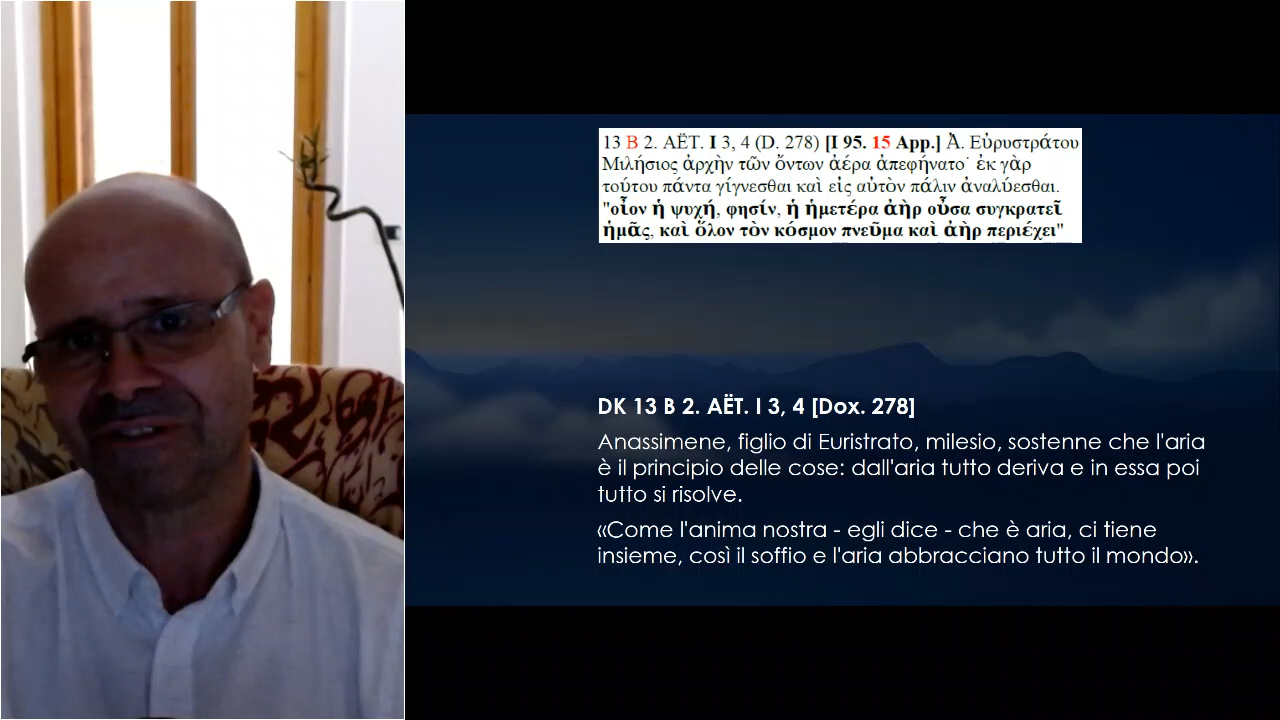 13 B 2. AËT. I 3, 4 (D. 278) [I 95. 15 App.] Ἀ. Εὐρυστράτου
Μιλήσιος ἀρχὴν τῶν ὄντων ἀέρα ἀπεφήνατο˙ ἐκ γὰρ
τούτου πάντα γίγνεσθαι καὶ εἰς αὐτὸν πάλιν ἀναλύεσθαι.
"οἷον ἡ ψυχή, φησίν, ἡ ἡμετέρα ἀὴρ οὖσα συγκρατεῖ
ἡμᾶς, καὶ ὅλον τὸν κόσμον πνεῦμα καὶ ἀὴρ περιέχει"
DK 13 B 2. AËT. I 3, 4 [Dox. 278]
Anassimene, figlio di Euristrato, milesio, sostenne che l'aria
è il principio delle cose: dall'aria tutto deriva e in essa poi
tutto si risolve.
«Come l'anima nostra - egli dice - che è aria, ci tiene
insieme, così il soffio e l'aria abbracciano tutto il mondo».